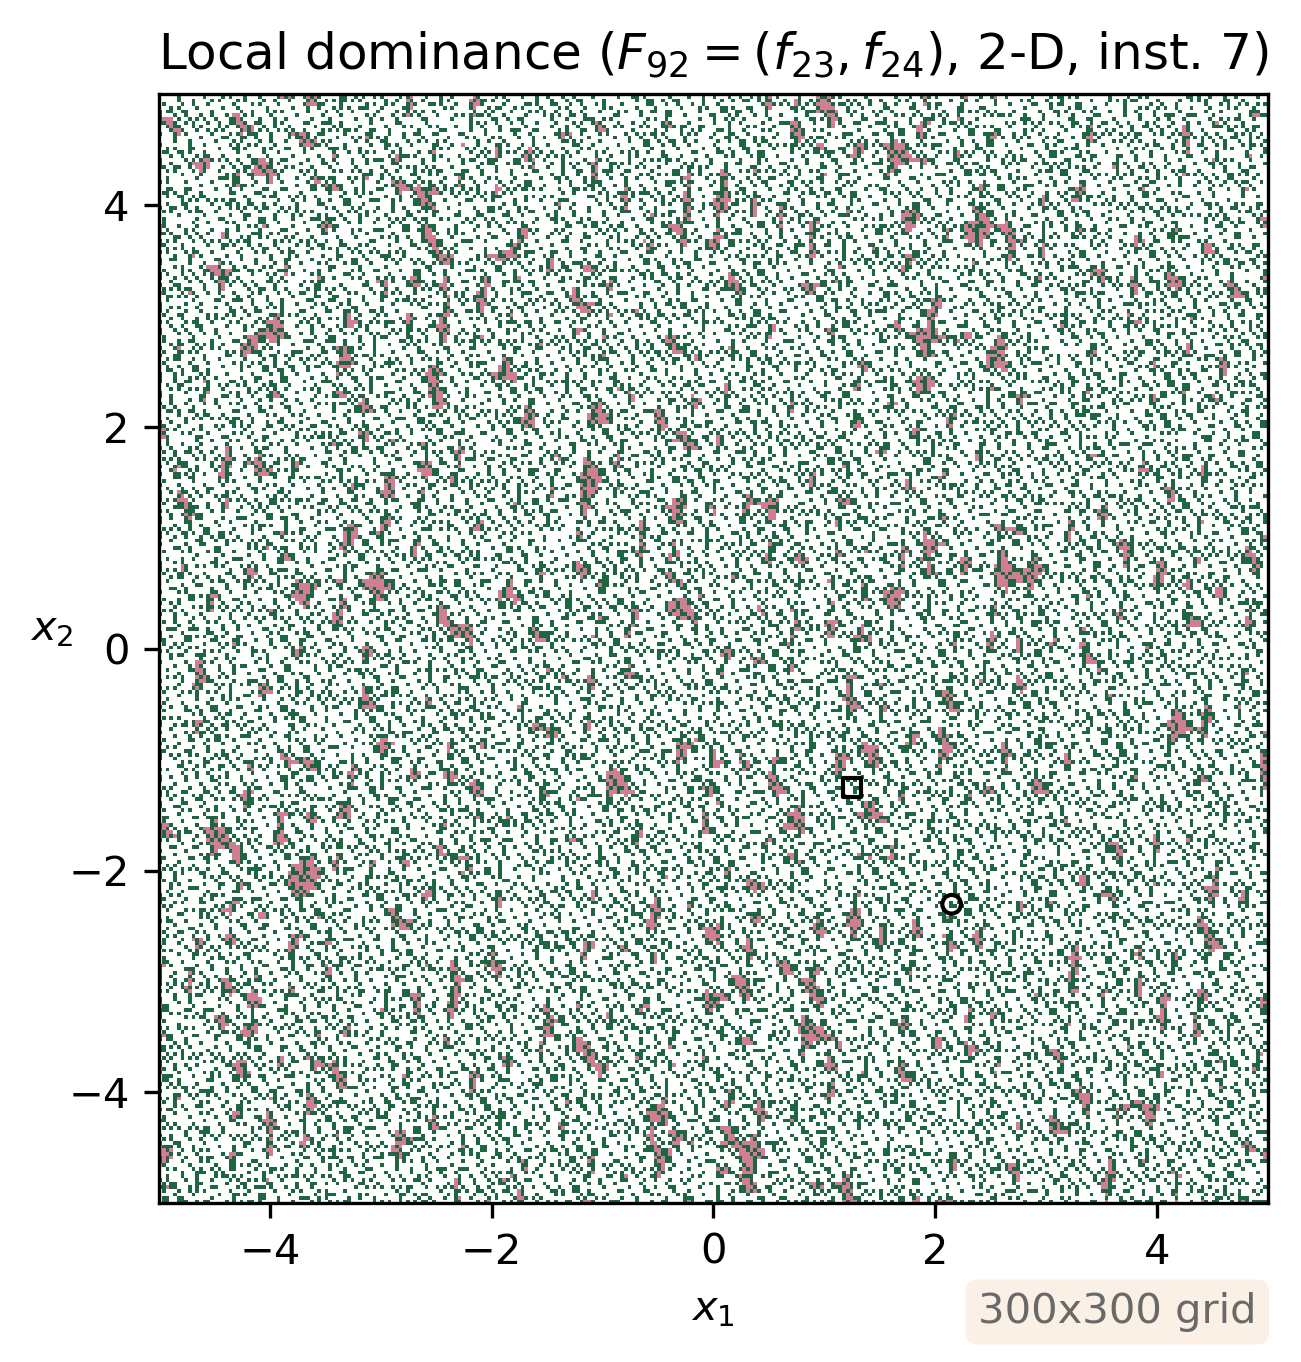 Local dominance (F₉₂ = (f₂₃, f₂₄), 2-D, inst. 7)
4
2
x₂
0
−2
−4
−4 −2 0 2 4
x₁
300x300 grid